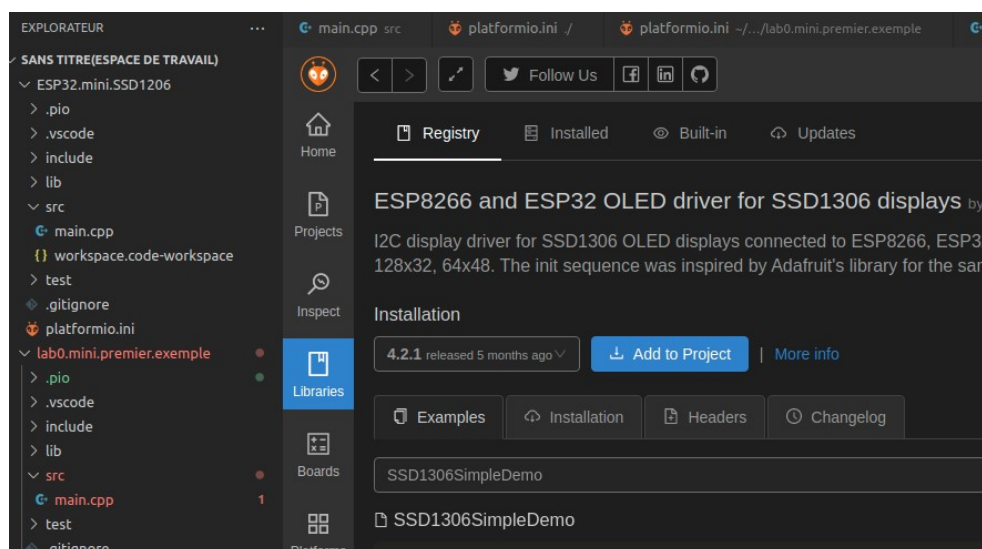 EXPLORATEUR
SANS TITRE(ESPACE DE TRAVAIL)
ESP32.mini.SSD1206
.pio
.vscode
include
lib
src
main.cpp
workspace.code-workspace
test
.gitignore
platformio.ini
lab0.mini.premier.exemple
.pio
.vscode
include
lib
src
main.cpp 1
test
.gitignore
main.cpp src platformio.ini ./ platformio.ini ~/.../lab0.mini.premier.exemple
Follow Us
Home
Projects
Inspect
Libraries
Boards
Platforms
Registry Installed Built-in Updates
ESP8266 and ESP32 OLED driver for SSD1306 displays by
I2C display driver for SSD1306 OLED displays connected to ESP8266, ESP3
128x32, 64x48. The init sequence was inspired by Adafruit's library for the sa
Installation
4.2.1 released 5 months ago Add to Project | More info
Examples Installation Headers Changelog
SSD1306SimpleDemo
SSD1306SimpleDemo